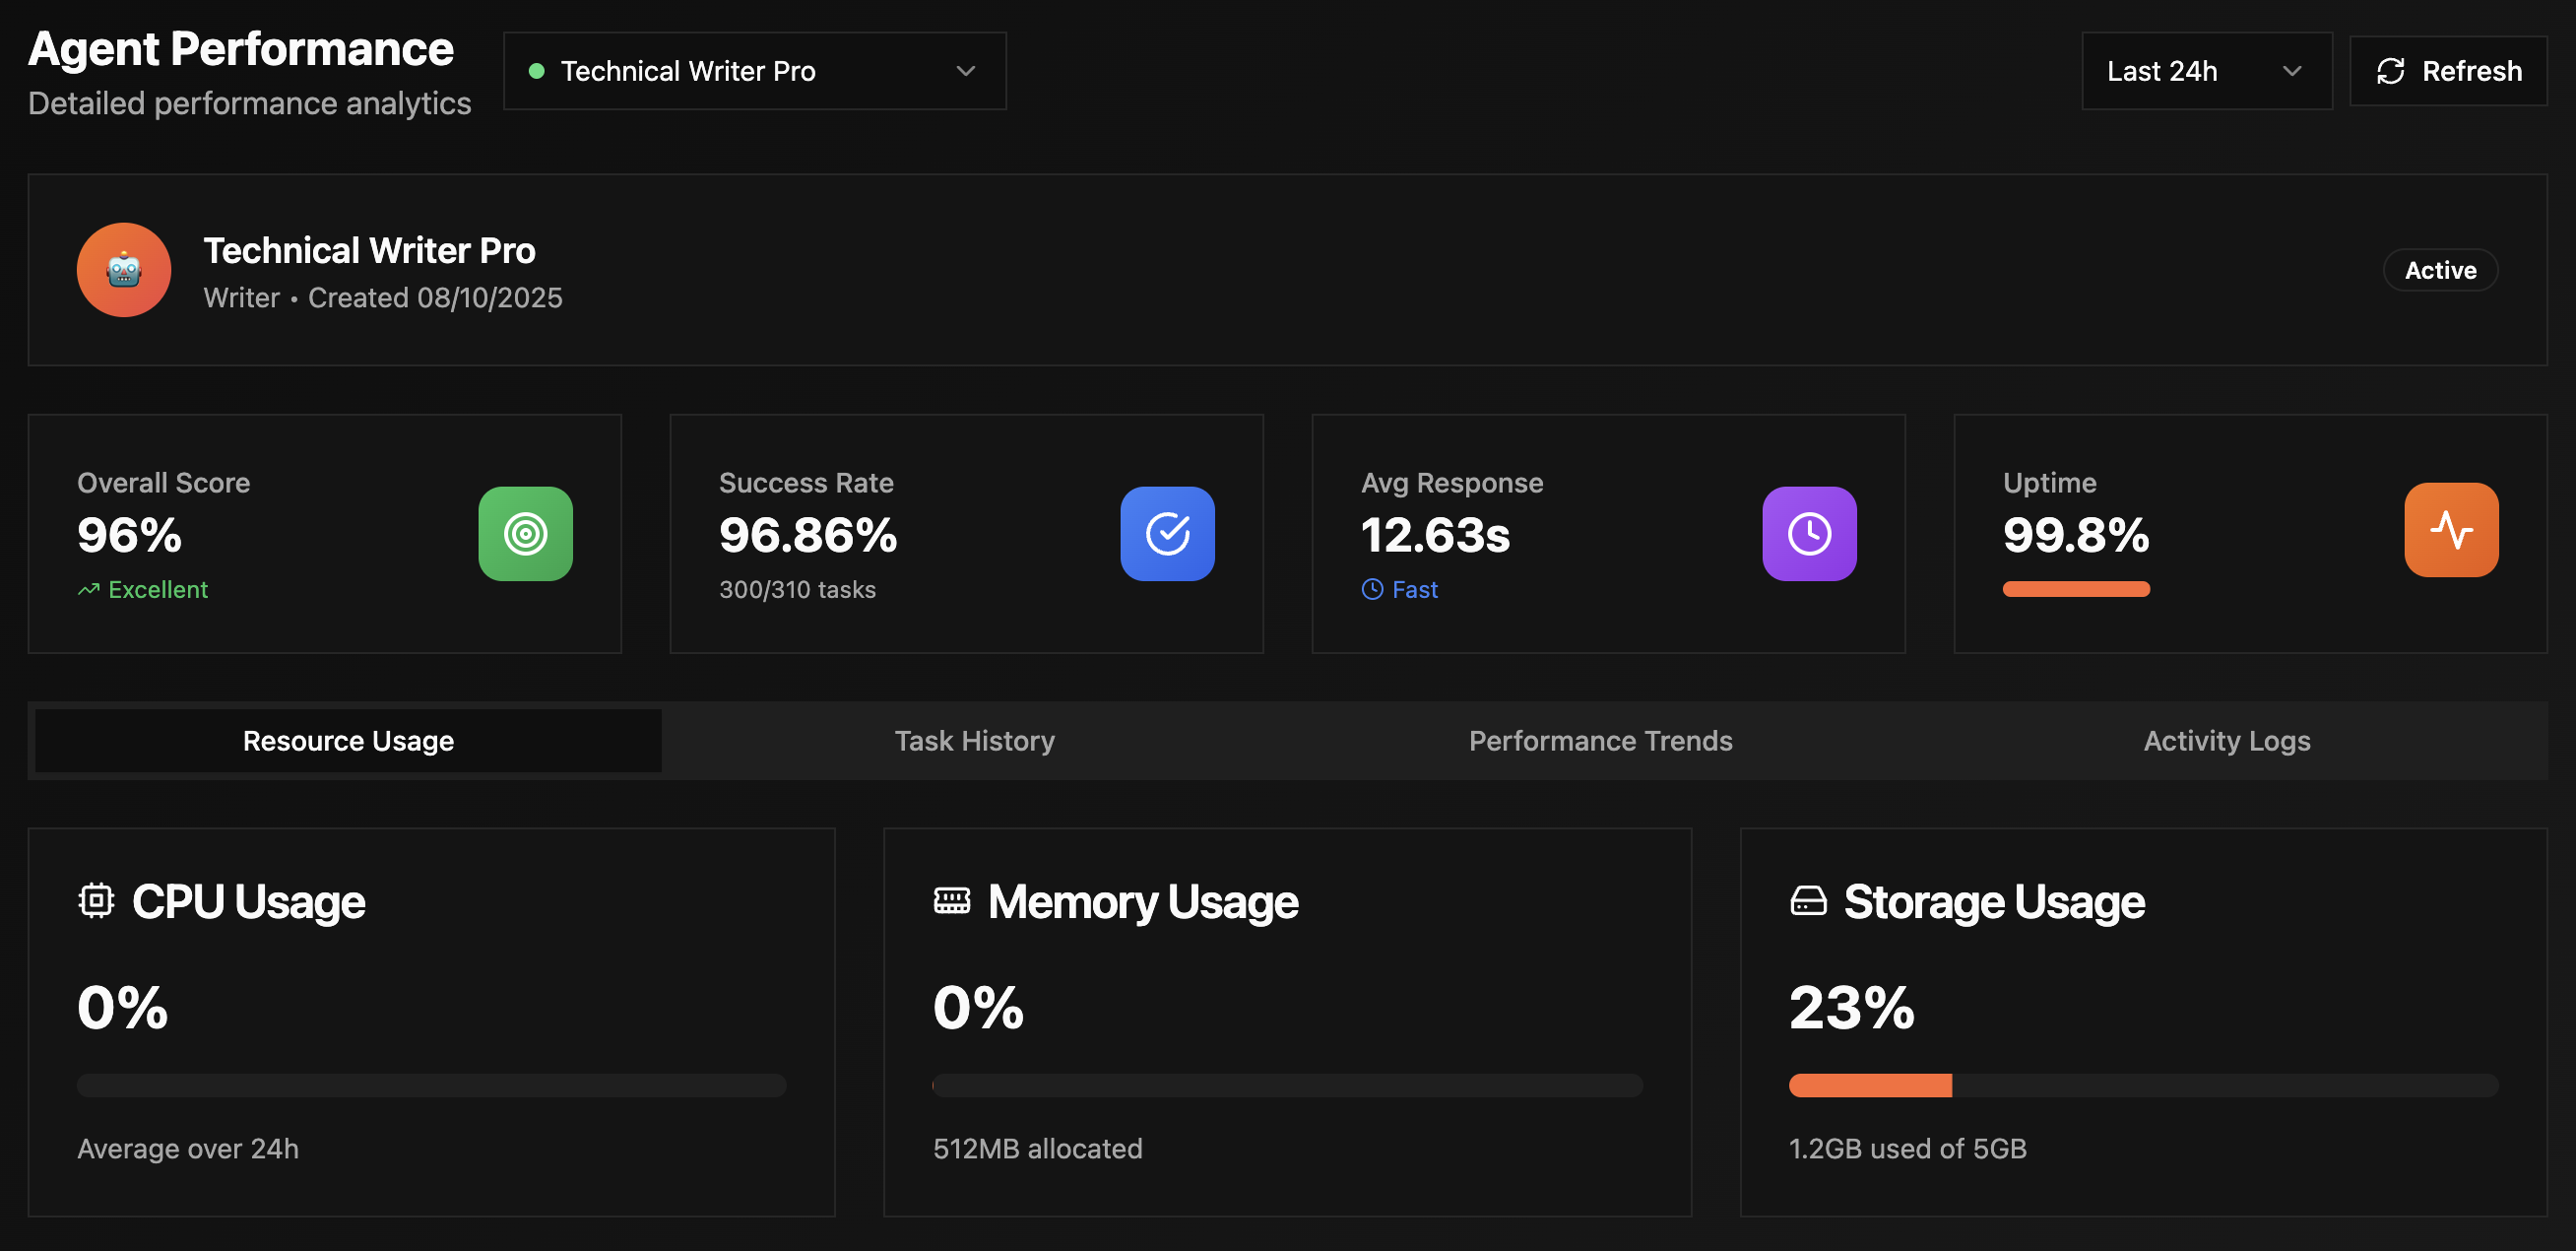 Agent Performance
Detailed performance analytics
Technical Writer Pro
Last 24h
Refresh
Technical Writer Pro
Writer • Created 08/10/2025
Active
Overall Score
96%
Excellent
Success Rate
96.86%
300/310 tasks
Avg Response
12.63s
Fast
Uptime
99.8%
Resource Usage
Task History
Performance Trends
Activity Logs
CPU Usage
0%
Average over 24h
Memory Usage
0%
512MB allocated
Storage Usage
23%
1.2GB used of 5GB